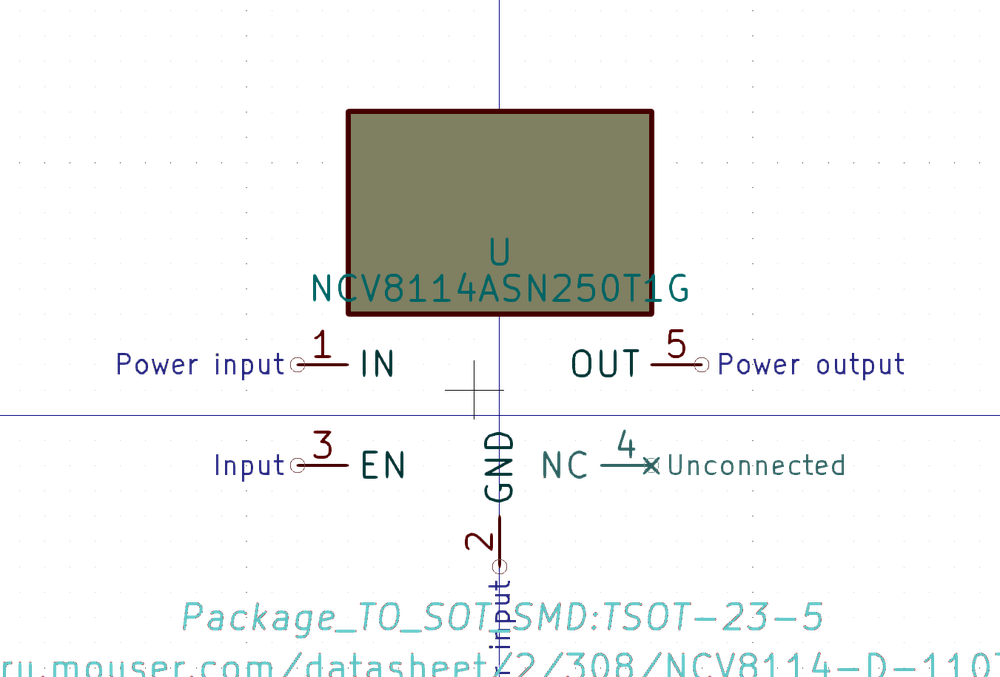 U
NCV8114ASN250T1G
Power input 1 IN OUT 5 Power output
Input 3 EN GND NC 4 Unconnected
2
input
Package_TO_SOT_SMD:TSOT-23-5
ru.mouser.com/datasheet/2/308/NCV8114-D-110